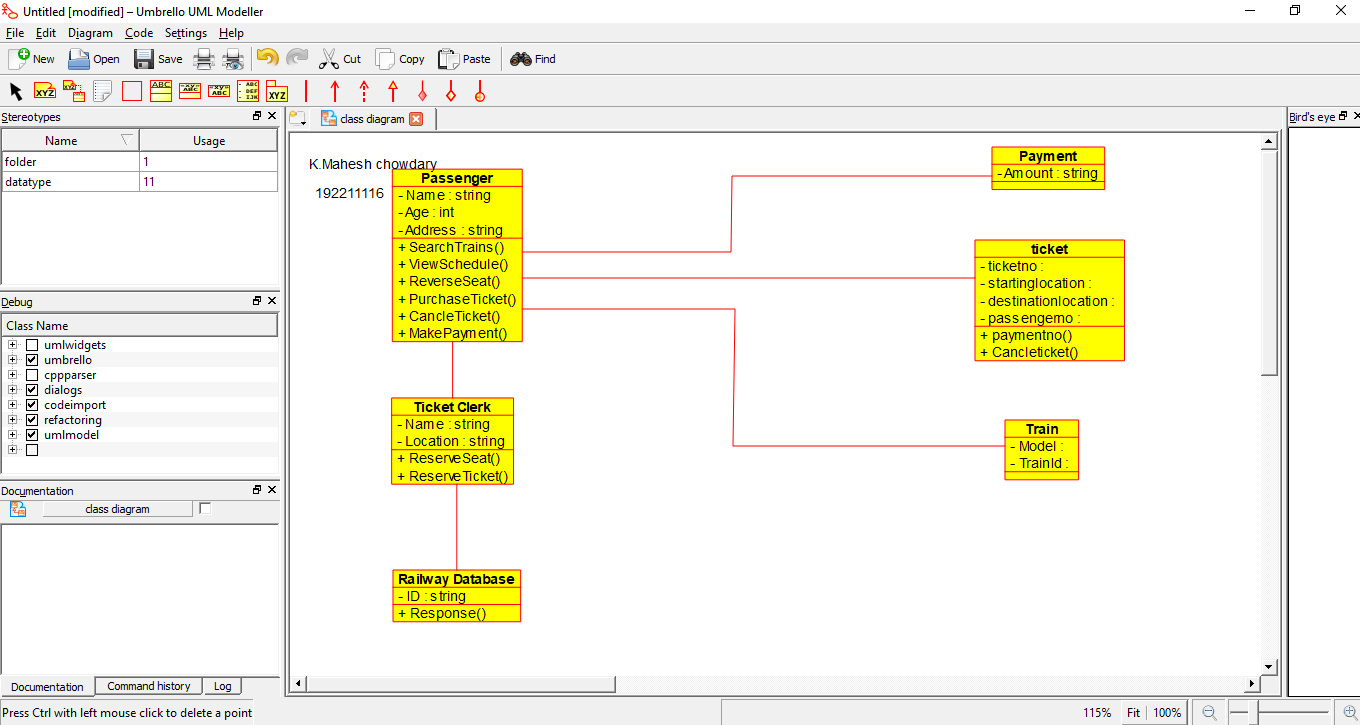 Untitled [modified] – Umbrello UML Modeller
File Edit Diagram Code Settings Help
New Open Save Cut Copy Paste Find
Stereotypes
Name Usage
folder 1
datatype 11
Debug
Class Name
umlwidgets
umbrello
cppparser
dialogs
codeimport
refactoring
umlmodel
Documentation
class diagram
Documentation Command history Log
Press Ctrl with left mouse click to delete a point
class diagram
K.Mahesh chowdary
192211116
Passenger
- Name : string
- Age : int
- Address : string
+ SearchTrains()
+ ViewSchedule()
+ ReverseSeat()
+ PurchaseTicket()
+ CancleTicket()
+ MakePayment()
Ticket Clerk
- Name : string
- Location : string
+ ReserveSeat()
+ ReserveTicket()
Railway Database
- ID : string
+ Response()
Payment
- Amount : string
ticket
- ticketno :
- startinglocation :
- destinationlocation :
- passengerno :
+ paymentno()
+ Cancleticket()
Train
- Model :
- TrainId :
Bird's eye
115% Fit 100%